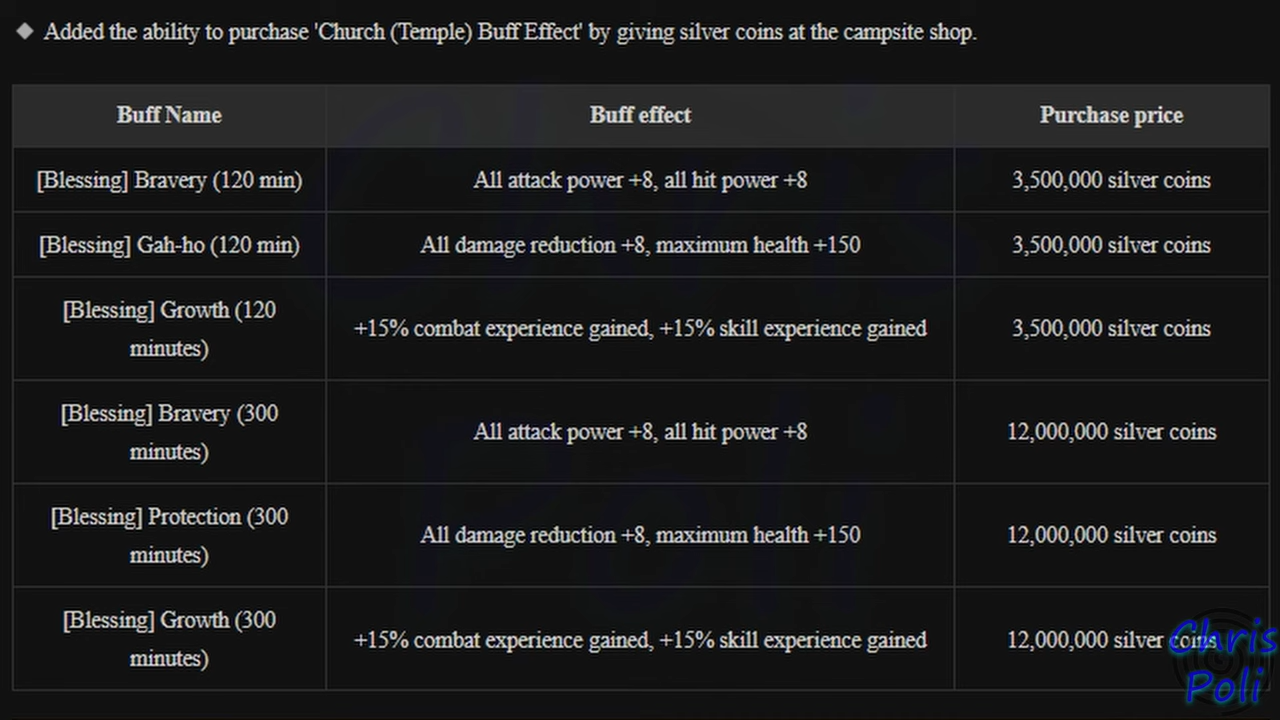 Added the ability to purchase 'Church (Temple) Buff Effect' by giving silver coins at the campsite shop.
Buff Name Buff effect Purchase price
[Blessing] Bravery (120 min) All attack power +8, all hit power +8 3,500,000 silver coins
[Blessing] Gah-ho (120 min) All damage reduction +8, maximum health +150 3,500,000 silver coins
[Blessing] Growth (120
minutes)
+15% combat experience gained, +15% skill experience gained 3,500,000 silver coins
[Blessing] Bravery (300
minutes)
All attack power +8, all hit power +8 12,000,000 silver coins
[Blessing] Protection (300
minutes)
All damage reduction +8, maximum health +150 12,000,000 silver coins
[Blessing] Growth (300
minutes)
+15% combat experience gained, +15% skill experience gained 12,000,000 silver coins
Chris
Poli